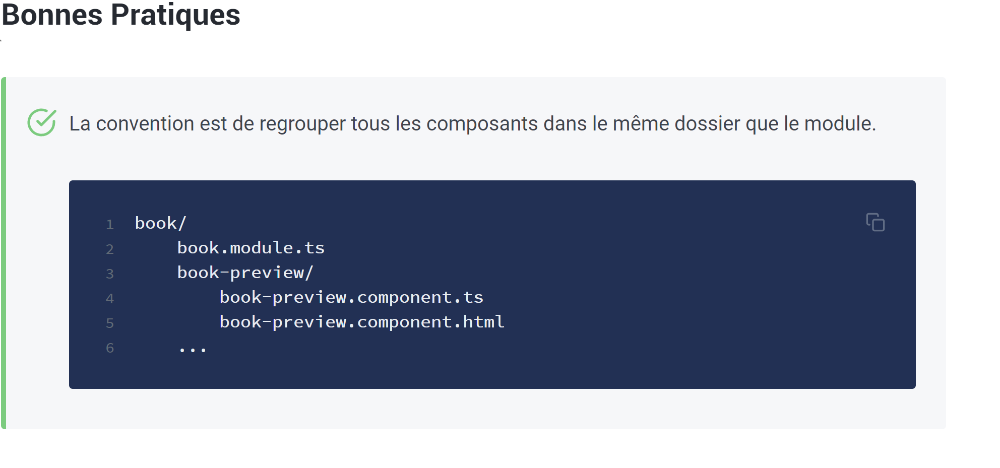 Bonnes Pratiques
La convention est de regrouper tous les composants dans le même dossier que le module.
1 book/
2     book.module.ts
3     book-preview/
4         book-preview.component.ts
5         book-preview.component.html
6     ...